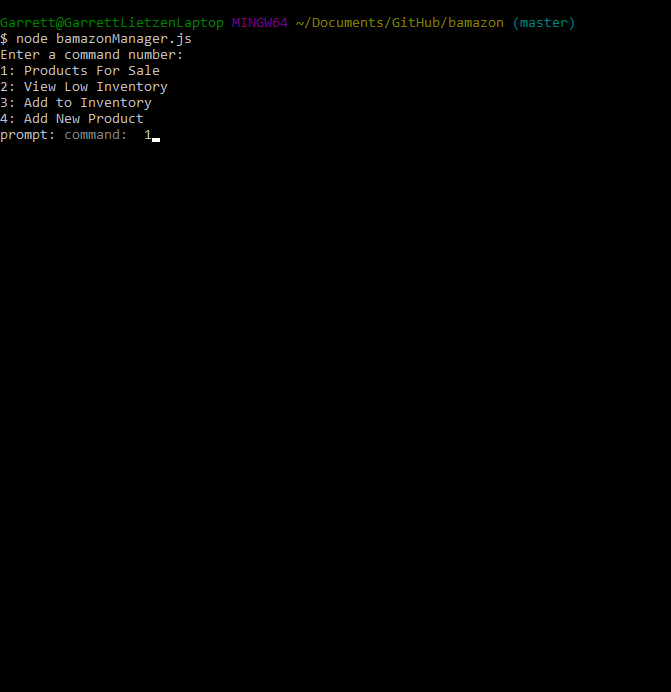 Garrett@GarrettLietzenLaptop MINGW64 ~/Documents/GitHub/bamazon (master)
$ node bamazonManager.js
Enter a command number:
1: Products For Sale
2: View Low Inventory
3: Add to Inventory
4: Add New Product
prompt: command:  1